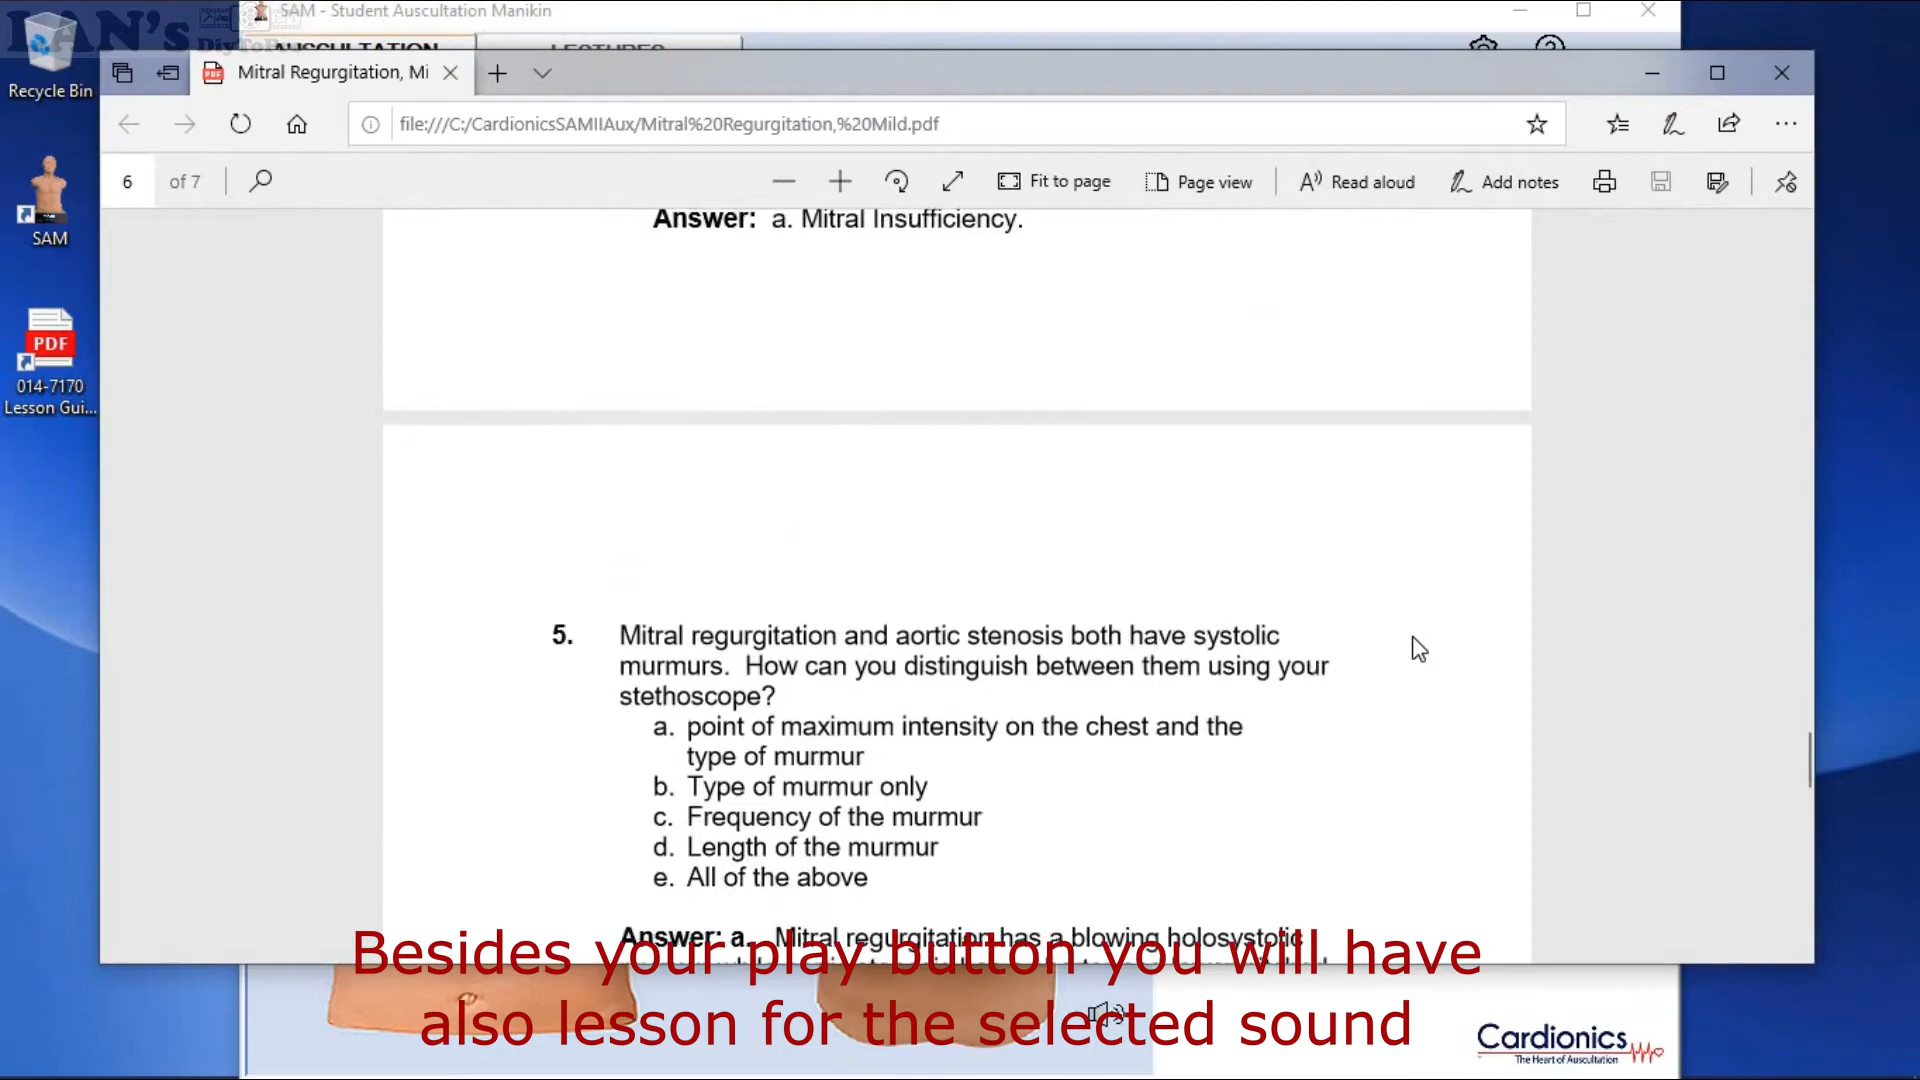 LAN's
SAM - Student Auscultation Manikin
AUSCULTATION LECTURES
Recycle Bin
Mitral Regurgitation, Mi
file:///C:/CardionicsSAMIIAux/Mitral%20Regurgitation,%20Mild.pdf
6 of 7
Fit to page Page view Read aloud Add notes
SAM
PDF
014-7170
Lesson Gui...
Answer: a. Mitral Insufficiency.
5. Mitral regurgitation and aortic stenosis both have systolic
murmurs. How can you distinguish between them using your
stethoscope?
a. point of maximum intensity on the chest and the
type of murmur
b. Type of murmur only
c. Frequency of the murmur
d. Length of the murmur
e. All of the above
Answer: a. Mitral regurgitation has a blowing holosystolic
Besides your play button you will have
also lesson for the selected sound
Cardionics
The Heart of Auscultation